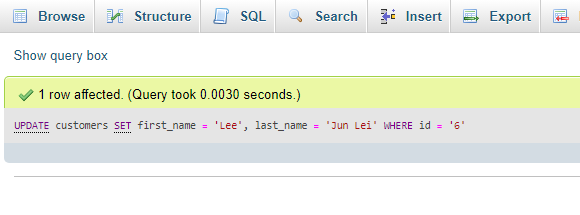 Browse Structure SQL Search Insert Export
Show query box
1 row affected. (Query took 0.0030 seconds.)
UPDATE customers SET first_name = 'Lee', last_name = 'Jun Lei' WHERE id = '6'